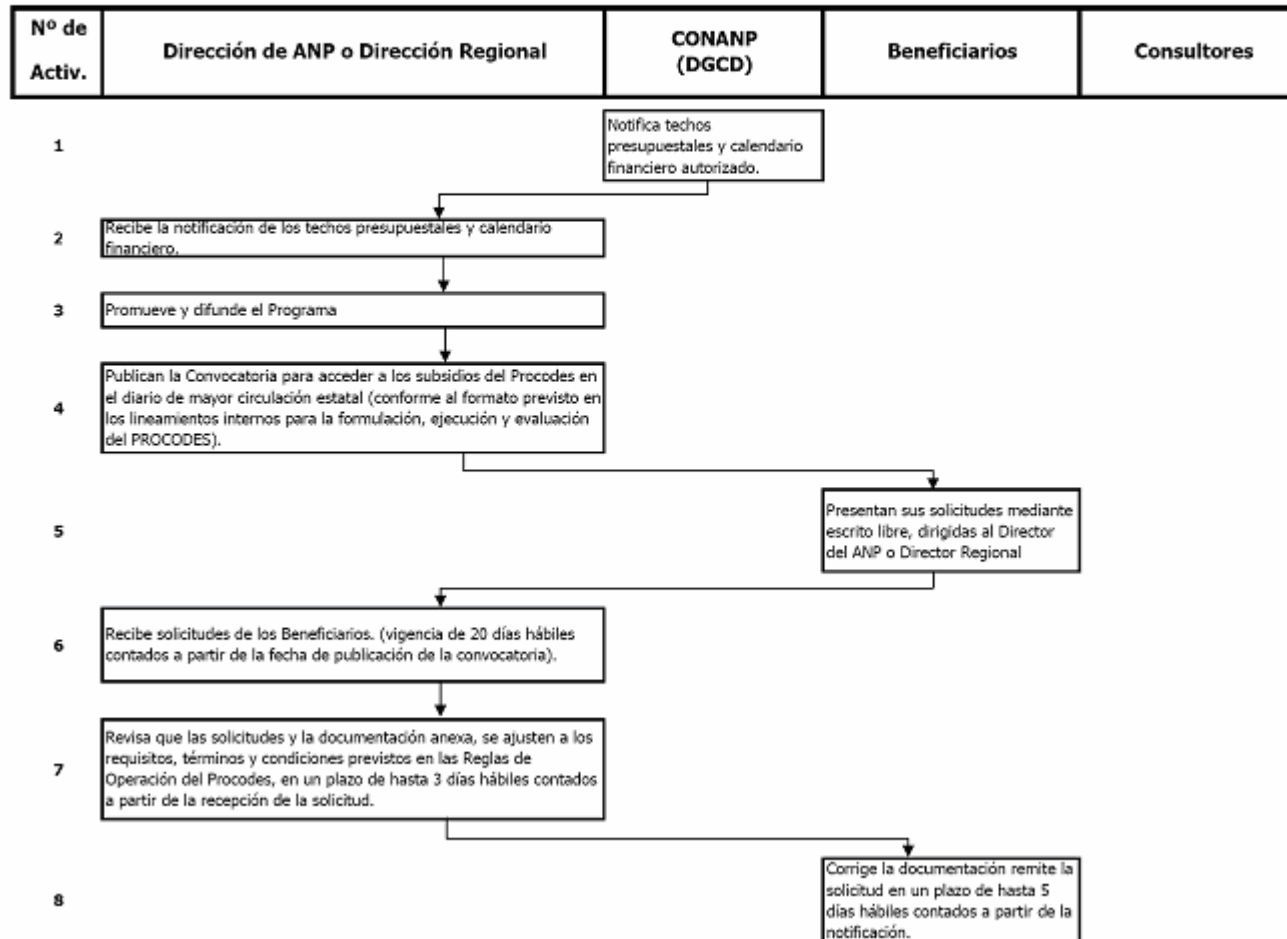 Nº de
Activ.
Dirección de ANP o Dirección Regional
CONANP
(DGCD)
Beneficiarios
Consultores
1
Notifica techos
presupuestales y calendario
financiero autorizado.
2
Recibe la notificación de los techos presupuestales y calendario
financiero.
3
Promueve y difunde el Programa
4
Publican la Convocatoria para acceder a los subsidios del Procodes en
el diario de mayor circulación estatal (conforme al formato previsto en
los lineamientos internos para la formulación, ejecución y evaluación
del PROCODES).
5
Presentan sus solicitudes mediante
escrito libre, dirigidas al Director
del ANP o Director Regional
6
Recibe solicitudes de los Beneficiarios. (vigencia de 20 días hábiles
contados a partir de la fecha de publicación de la convocatoria).
7
Revisa que las solicitudes y la documentación anexa, se ajusten a los
requisitos, términos y condiciones previstos en las Reglas de
Operación del Procodes, en un plazo de hasta 3 días hábiles contados
a partir de la recepción de la solicitud.
8
Corrige la documentación remite la
solicitud en un plazo de hasta 5
días hábiles contados a partir de la
notificación.